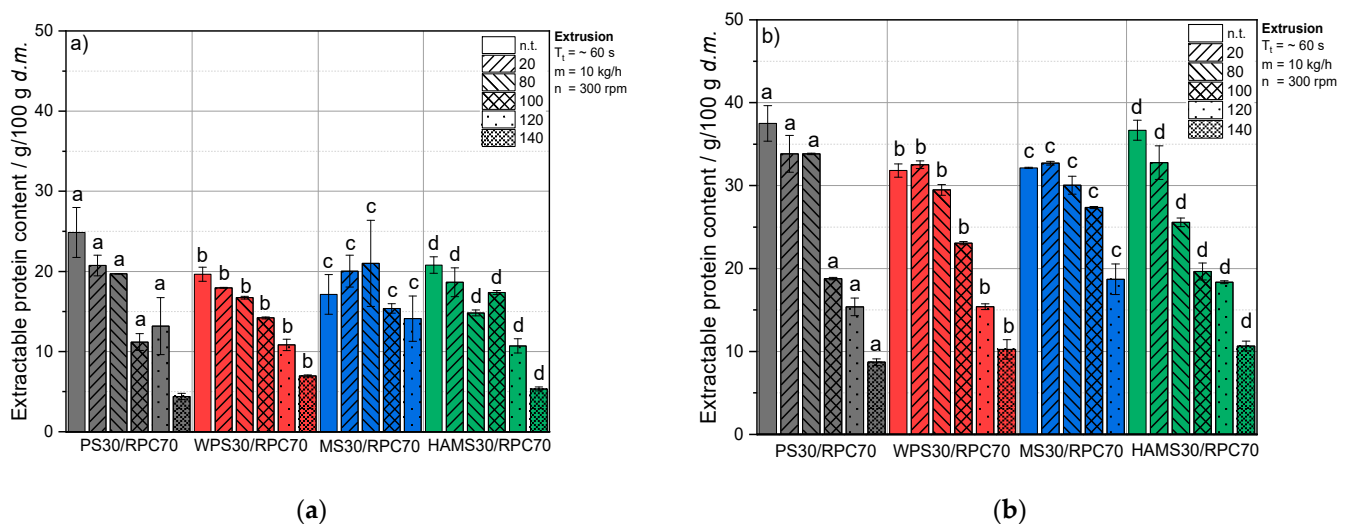 a)
n.t.
20
80
100
120
140
Extrusion
Tt = ~ 60 s
m = 10 kg/h
n = 300 rpm
Extractable protein content / g/100 g d.m.
50
40
30
20
10
0
a a a a a a
b b b b b b
c c c c c
d d d d d d
PS30/RPC70 WPS30/RPC70 MS30/RPC70 HAMS30/RPC70
(a)
b)
n.t.
20
80
100
120
140
Extrusion
Tt = ~ 60 s
m = 10 kg/h
n = 300 rpm
Extractable protein content / g/100 g d.m.
50
40
30
20
10
0
a a a a a a
b b b b b b
c c c c c
d d d d d d
PS30/RPC70 WPS30/RPC70 MS30/RPC70 HAMS30/RPC70
(b)